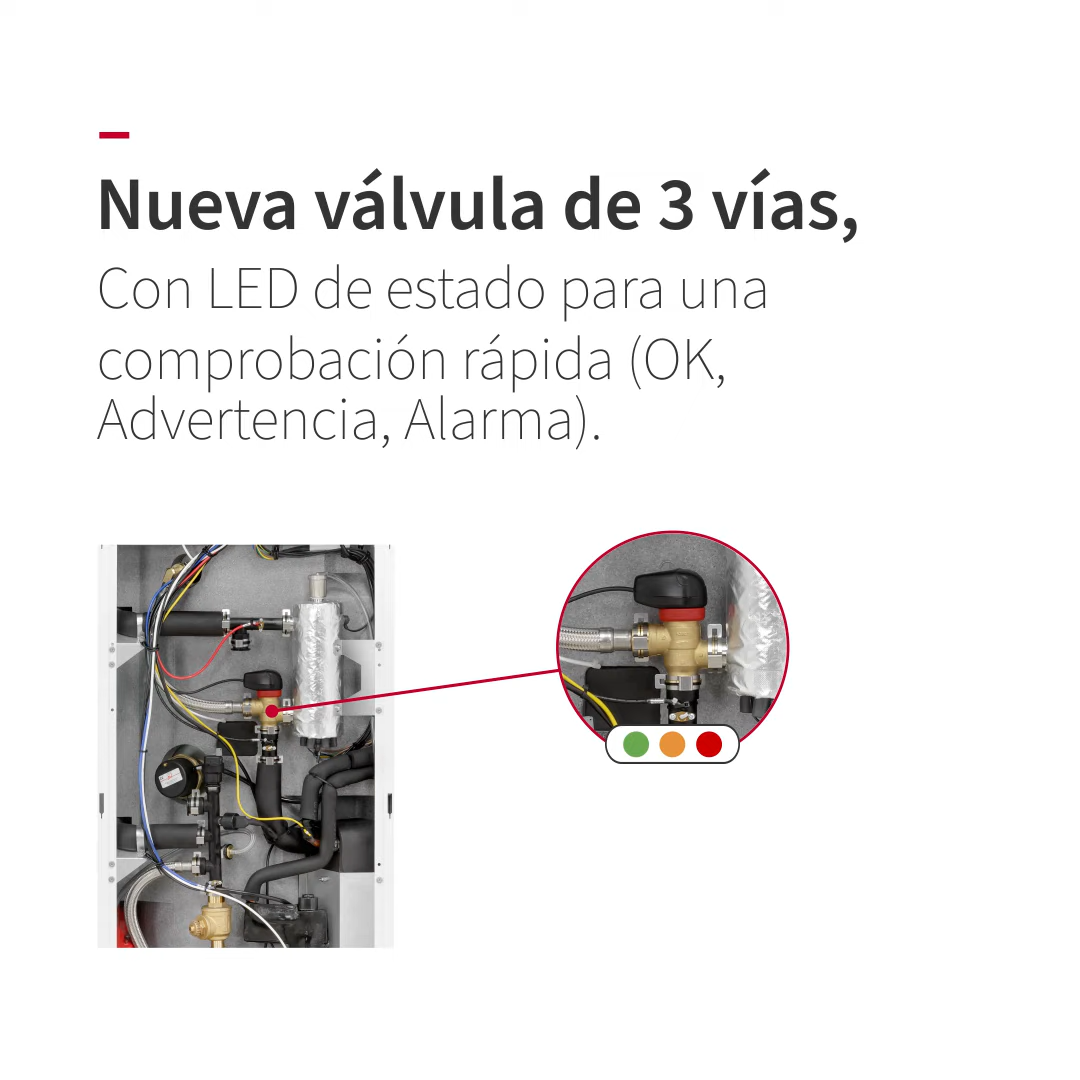 Nueva válvula de 3 vías,
Con LED de estado para una
comprobación rápida (OK,
Advertencia, Alarma).